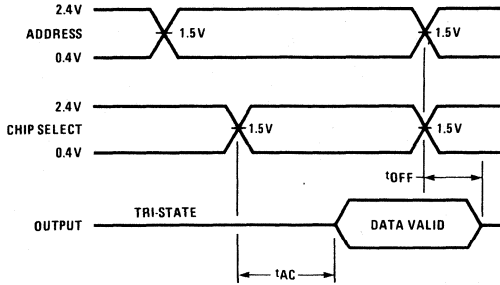 2.4V
ADDRESS
1.5V
1.5V
0.4V
2.4V
CHIP SELECT
1.5V
1.5V
0.4V
tOFF
TRI-STATE
OUTPUT
DATA VALID
tAC